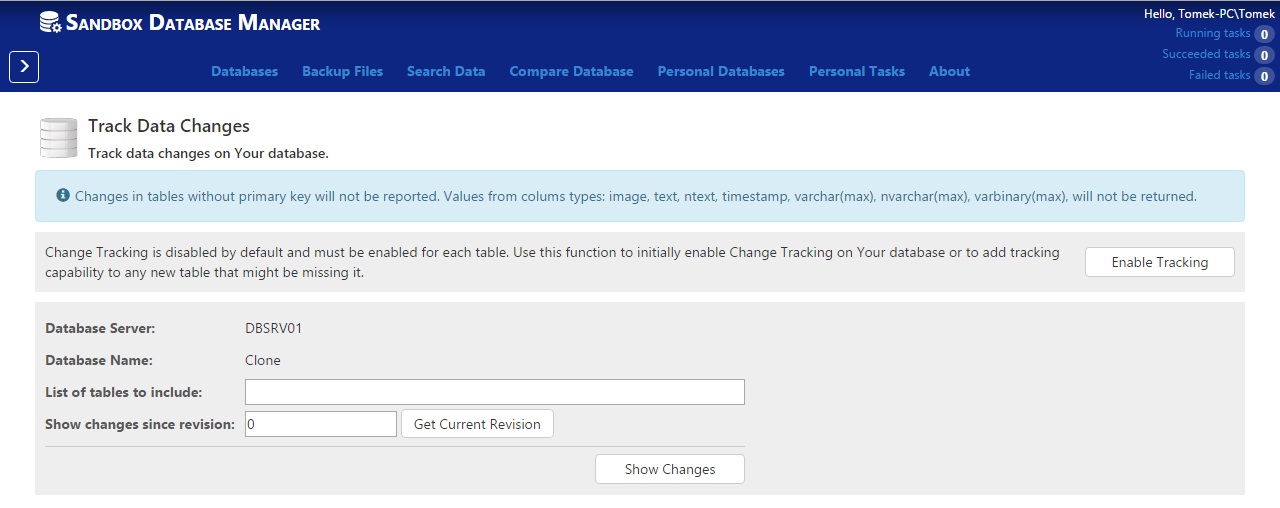 SANDBOX DATABASE MANAGER
Hello, Tomek-PC\Tomek
Running tasks 0
Succeeded tasks 0
Failed tasks 0
Databases Backup Files Search Data Compare Database Personal Databases Personal Tasks About
Track Data Changes
Track data changes on Your database.
Changes in tables without primary key will not be reported. Values from colums types: image, text, ntext, timestamp, varchar(max), nvarchar(max), varbinary(max), will not be returned.
Change Tracking is disabled by default and must be enabled for each table. Use this function to initially enable Change Tracking on Your database or to add tracking
capability to any new table that might be missing it.
Enable Tracking
Database Server: DBSRV01
Database Name: Clone
List of tables to include:
Show changes since revision: 0 Get Current Revision
Show Changes